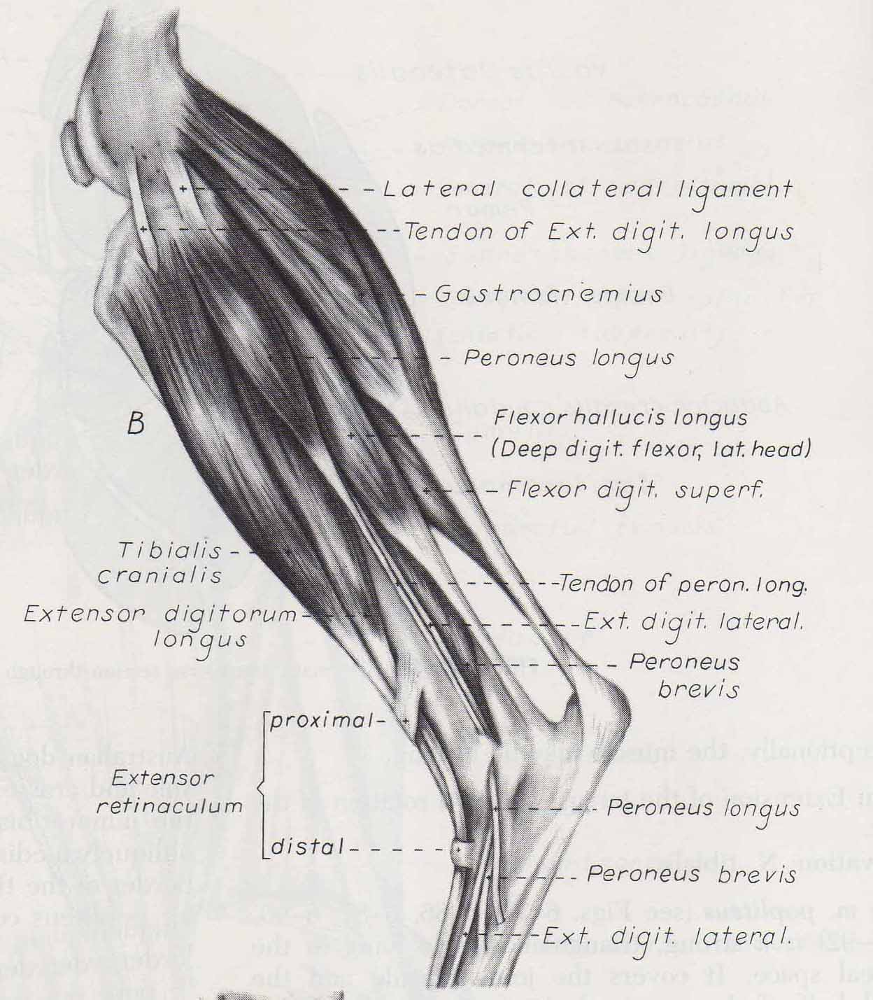 Lateral collateral ligament
Tendon of Ext. digit. longus
Gastrocnemius
Peroneus longus
B
Flexor hallucis longus
(Deep digit. flexor, lat. head)
Flexor digit. superf.
Tibialis
cranialis
Tendon of peron. long.
Extensor digitorum
longus
Ext. digit. lateral.
Peroneus
brevis
proximal
Extensor
retinaculum
Peroneus longus
distal
Peroneus brevis
Ext. digit. lateral.